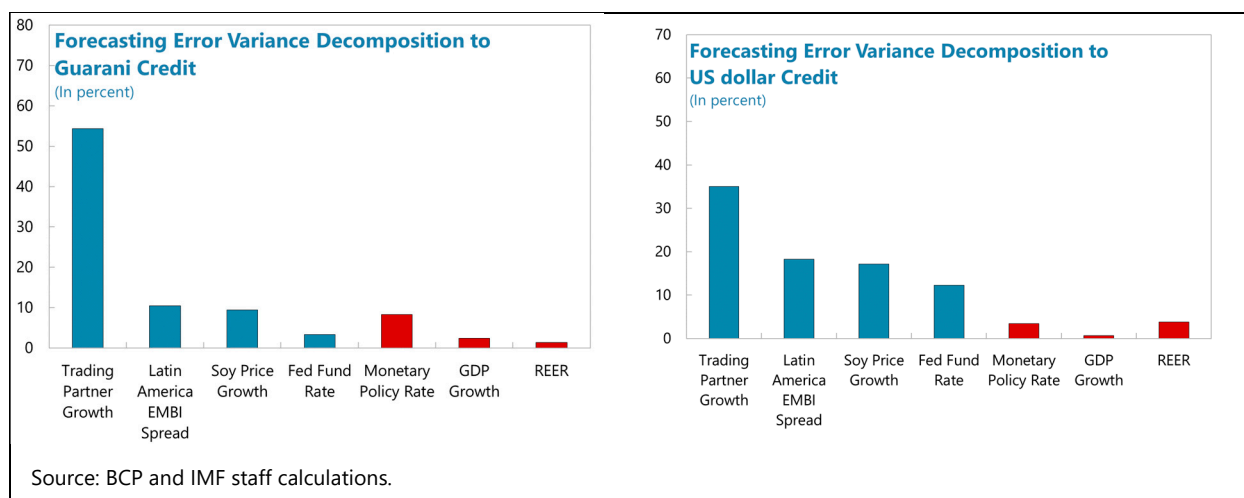 80
70
60
50
40
30
20
10
0
Forecasting Error Variance Decomposition to
Guarani Credit
(In percent)
Trading
Partner
Growth
Latin
America
EMBI
Spread
Soy Price
Growth
Fed Fund
Rate
Monetary
Policy Rate
GDP
Growth
REER
70
60
50
40
30
20
10
0
Forecasting Error Variance Decomposition to
US dollar Credit
(In percent)
Trading
Partner
Growth
Latin
America
EMBI
Spread
Soy Price
Growth
Fed Fund
Rate
Monetary
Policy Rate
GDP
Growth
REER
Source: BCP and IMF staff calculations.